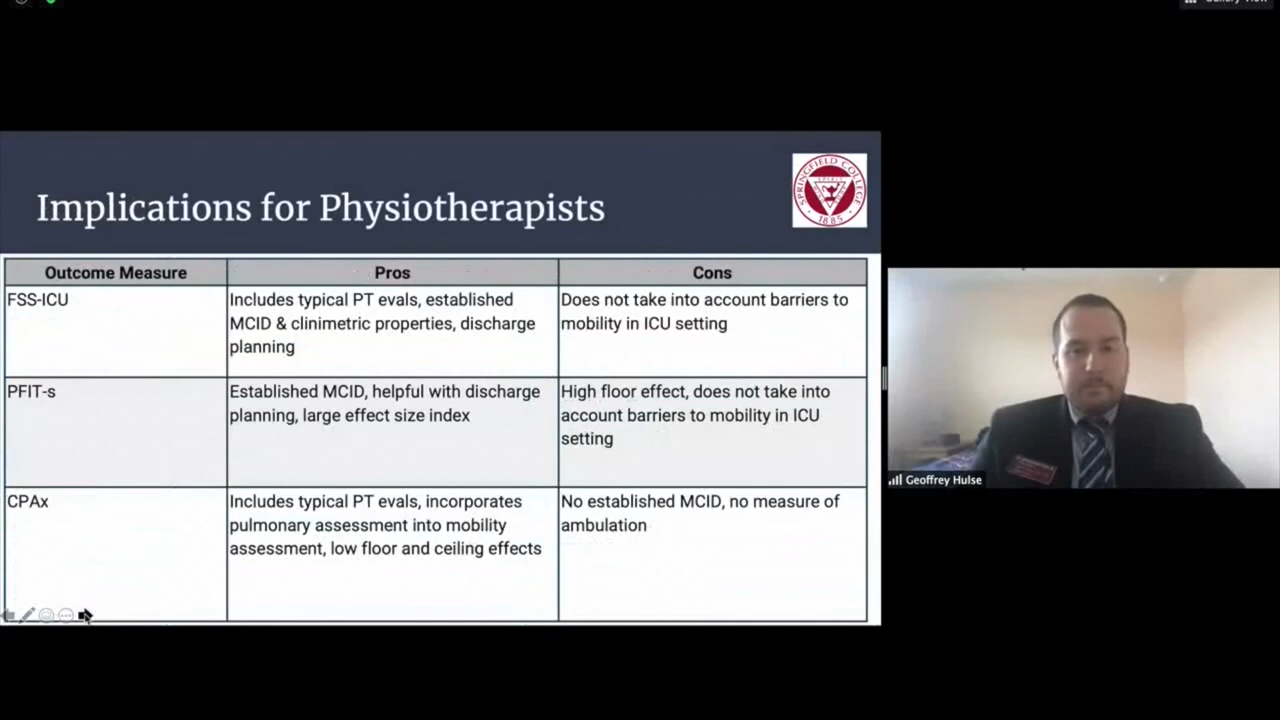 Implications for Physiotherapists
SPRINGFIELD COLLEGE
1885
Outcome Measure
Pros
Cons
FSS-ICU
Includes typical PT evals, established
MCID & clinimetric properties, discharge
planning
Does not take into account barriers to
mobility in ICU setting
PFIT-s
Established MCID, helpful with discharge
planning, large effect size index
High floor effect, does not take into
account barriers to mobility in ICU
setting
CPAx
Includes typical PT evals, incorporates
pulmonary assessment into mobility
assessment, low floor and ceiling effects
No established MCID, no measure of
ambulation
Geoffrey Hulse